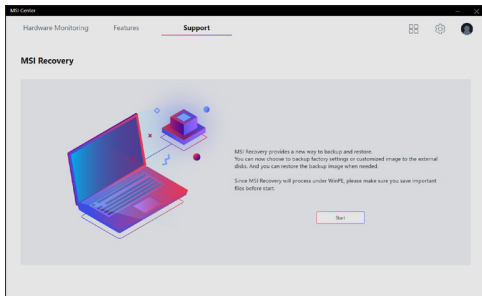 MSI Center
Hardware Monitoring
Features
Support
MSI Recovery
MSI Recovery provides a new way to backup and restore.
You can now choose to backup factory settings or customized image to the external
disks. And you can restore the backup image when needed.
Since MSI Recovery will process under WinPE, please make sure you save important
files before start.
Start